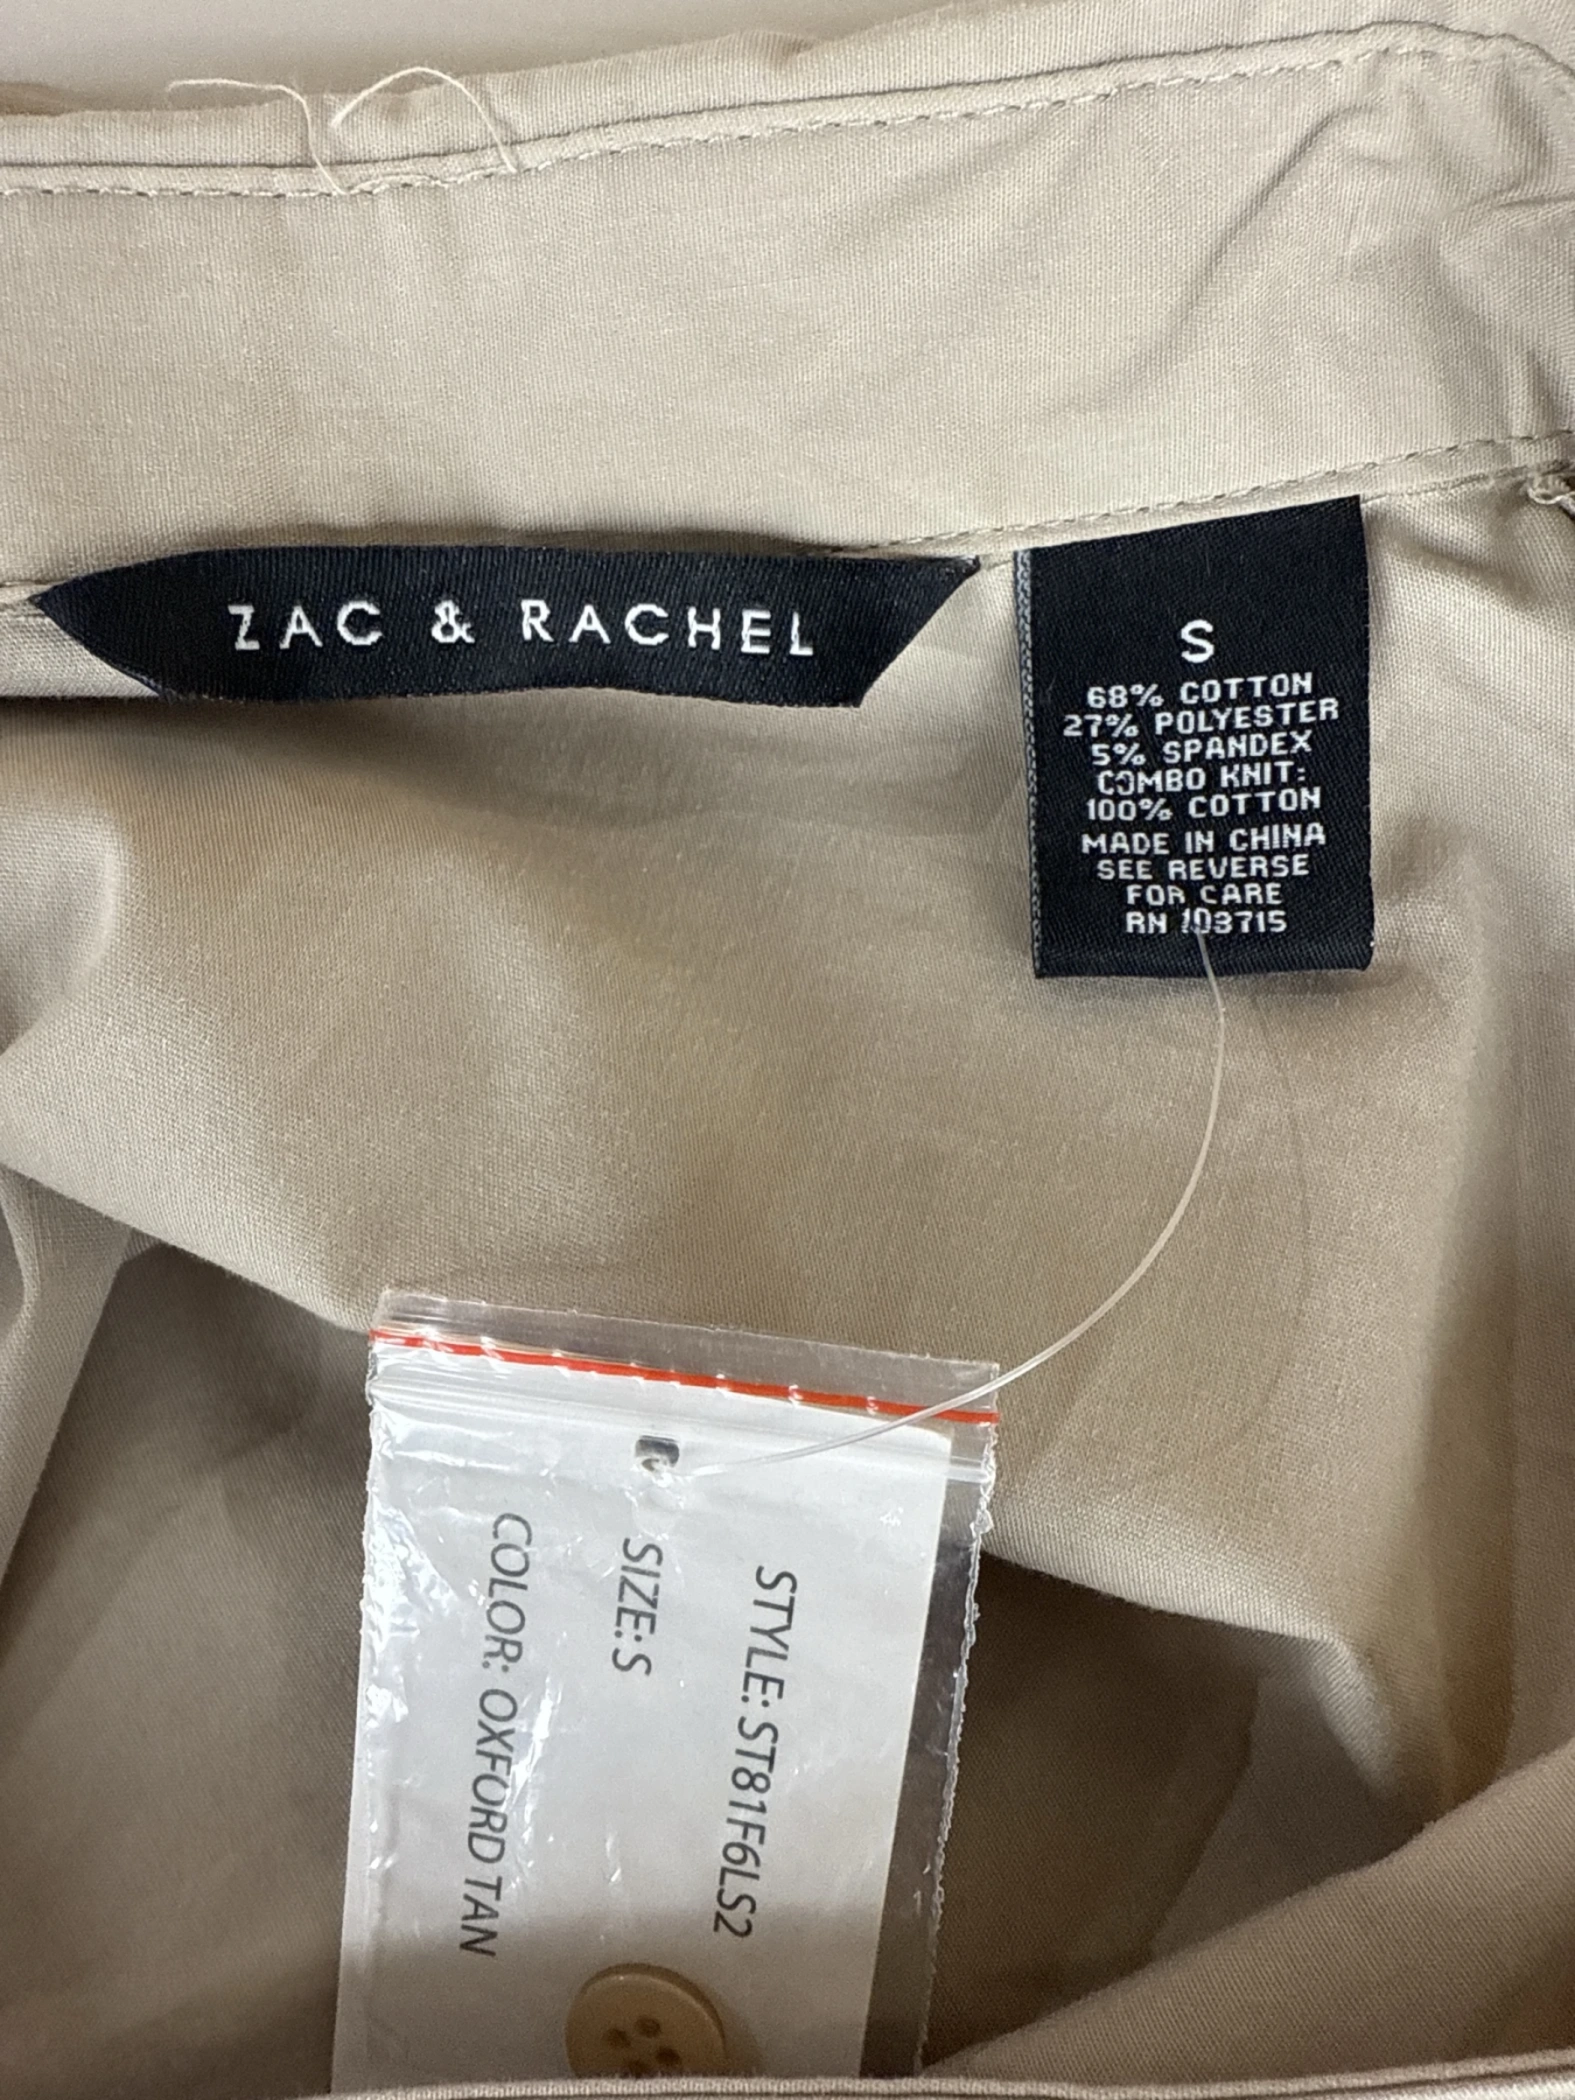 ZAC & RACHEL
S
68% COTTON
27% POLYESTER
5% SPANDEX
COMBO KNIT:
100% COTTON
MADE IN CHINA
SEE REVERSE
FOR CARE
RN 103715
STYLE: ST81F6LS2
SIZE: S
COLOR: OXFORD TAN